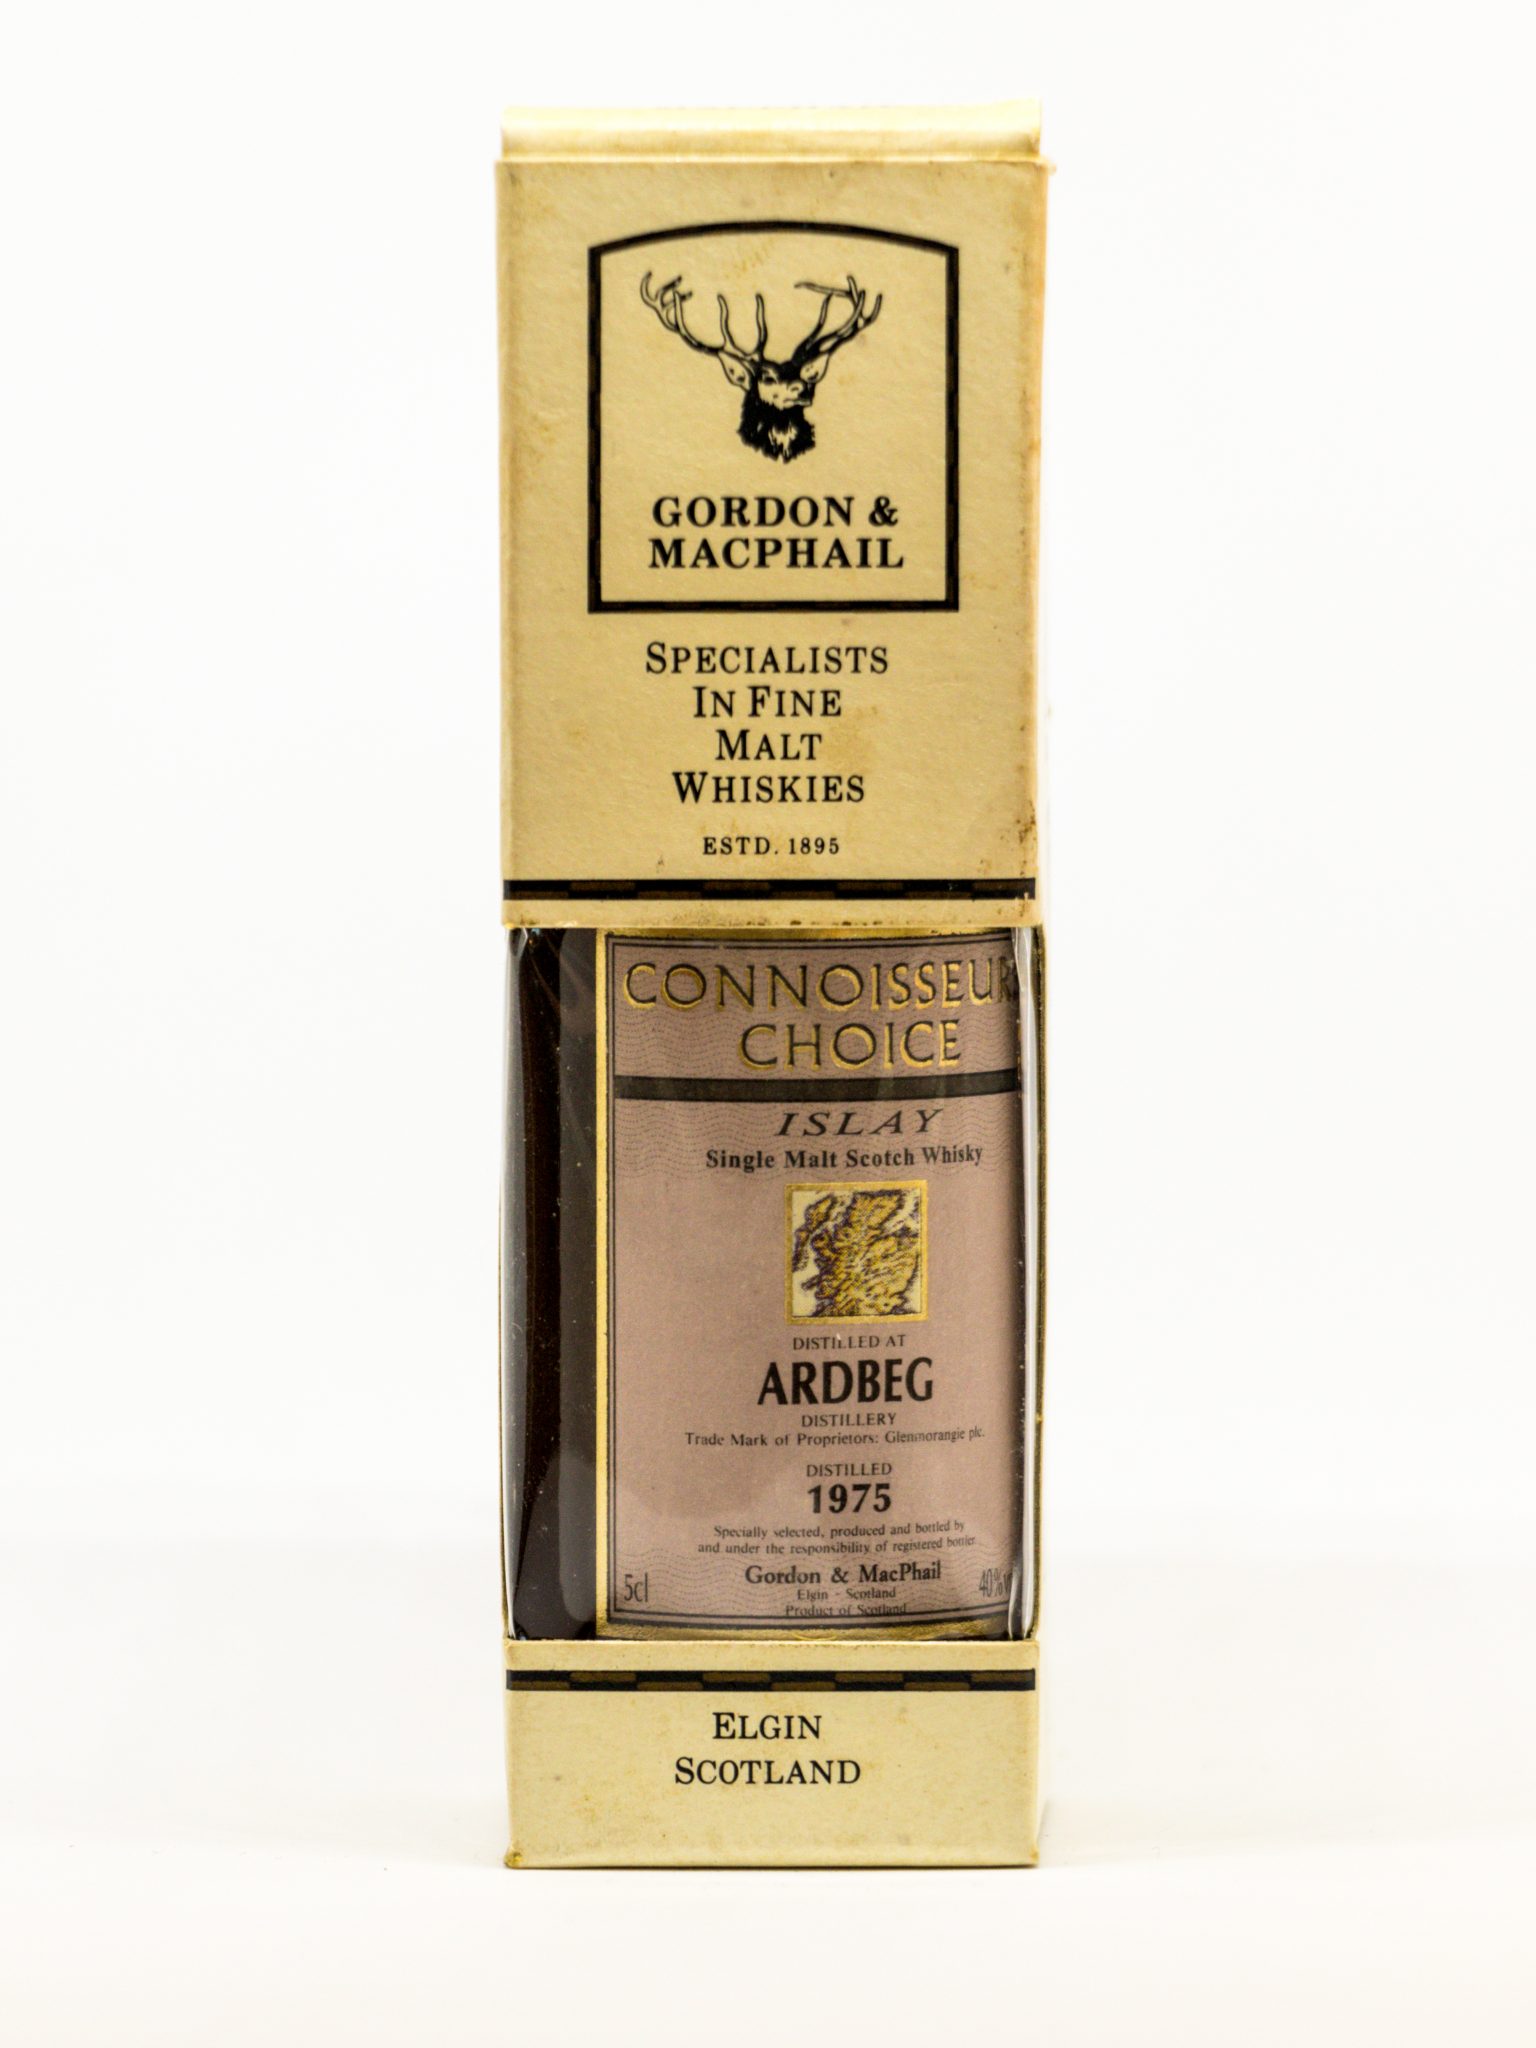 GORDON &
MACPHAIL
SPECIALISTS
IN FINE
MALT
WHISKIES
ESTD. 1895
CONNOISSEUR
CHOICE
ISLAY
Single Malt Scotch Whisky
DISTILLED AT
ARDBEG
DISTILLERY
Trade Mark of Proprietors: Glenmorangie plc.
DISTILLED
1975
Specially selected, produced and bottled by
and under the responsibility of registered bottler
Gordon & MacPhail
Elgin - Scotland
Product of Scotland
5cl
40%
ELGIN
SCOTLAND